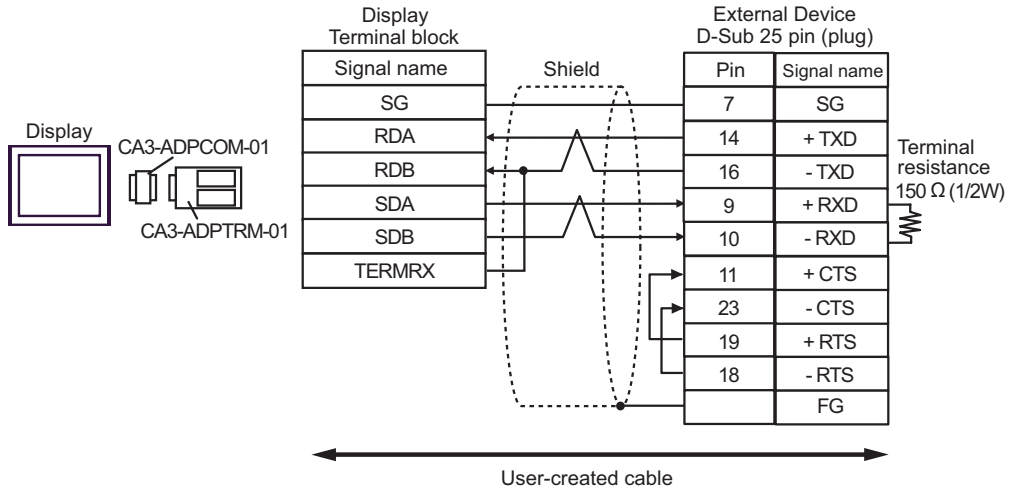 Display
Terminal block
External Device
D-Sub 25 pin (plug)
Signal name
Shield
Pin
Signal name
SG
7
SG
RDA
14
+ TXD
RDB
16
- TXD
SDA
9
+ RXD
SDB
10
- RXD
TERMRX
11
+ CTS
23
- CTS
19
+ RTS
18
- RTS
FG
Display
CA3-ADPCOM-01
CA3-ADPTRM-01
Terminal
resistance
150 Ω (1/2W)
User-created cable